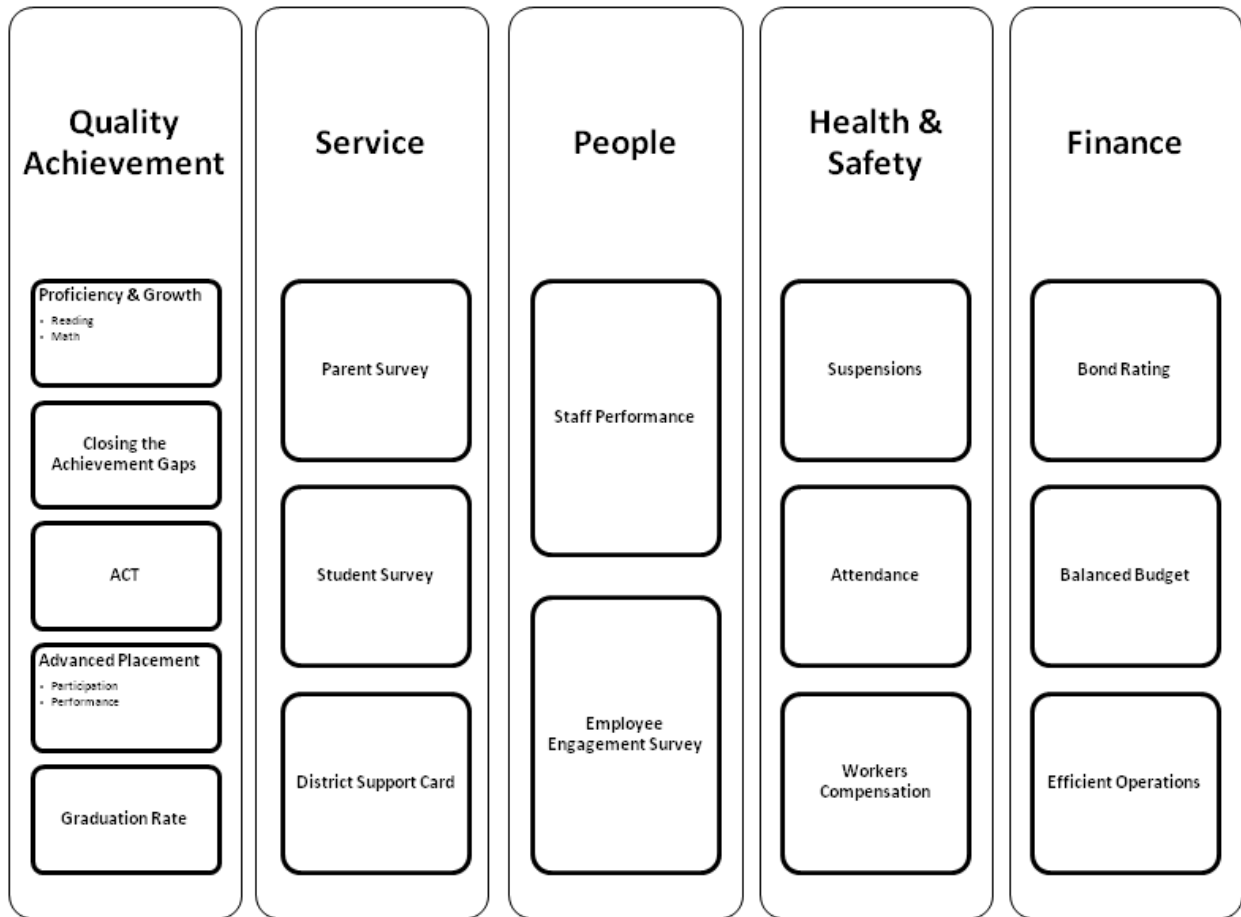 Quality
Achievement
Proficiency & Growth
• Reading
• Math
Closing the
Achievement Gaps
ACT
Advanced Placement
• Participation
• Performance
Graduation Rate
Service
Parent Survey
Student Survey
District Support Card
People
Staff Performance
Employee
Engagement Survey
Health &
Safety
Suspensions
Attendance
Workers
Compensation
Finance
Bond Rating
Balanced Budget
Efficient Operations